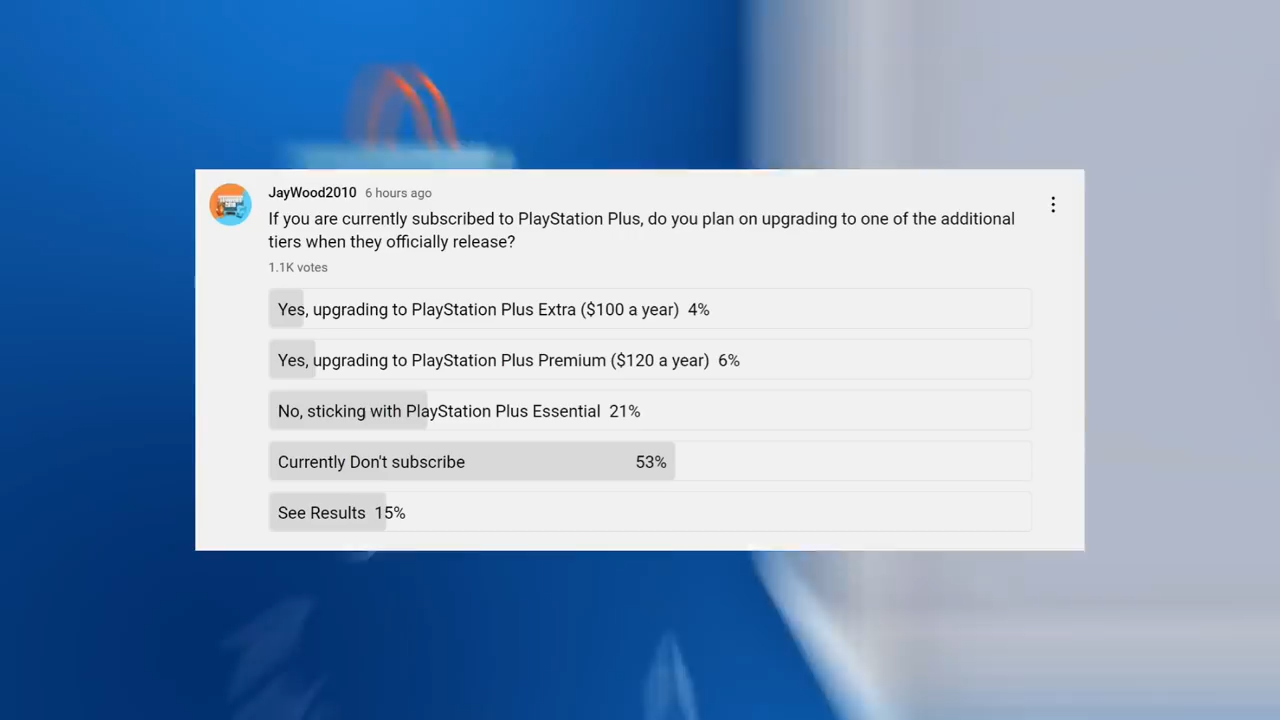 JayWood2010 6 hours ago
If you are currently subscribed to PlayStation Plus, do you plan on upgrading to one of the additional
tiers when they officially release?
1.1K votes
Yes, upgrading to PlayStation Plus Extra ($100 a year) 4%
Yes, upgrading to PlayStation Plus Premium ($120 a year) 6%
No, sticking with PlayStation Plus Essential 21%
Currently Don't subscribe 53%
See Results 15%